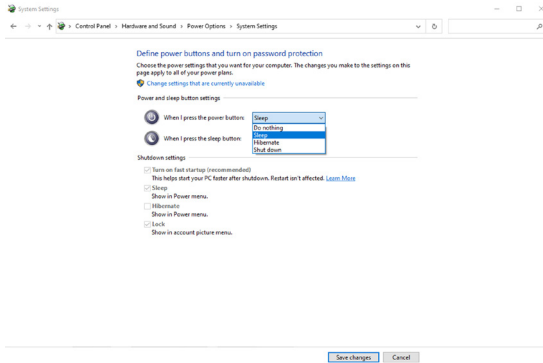 System Settings
Control Panel > Hardware and Sound > Power Options > System Settings
Define power buttons and turn on password protection
Choose the power settings that you want for your computer. The changes you make to the settings on this
page apply to all of your power plans.
Change settings that are currently unavailable
Power and sleep button settings
When I press the power button: Sleep
Do nothing
Sleep
When I press the sleep button: Hibernate
Shut down
Shutdown settings
Turn on fast startup (recommended)
This helps start your PC faster after shutdown. Restart isn't affected. Learn More
Sleep
Show in Power menu.
Hibernate
Show in Power menu.
Lock
Show in account picture menu.
Save changes Cancel